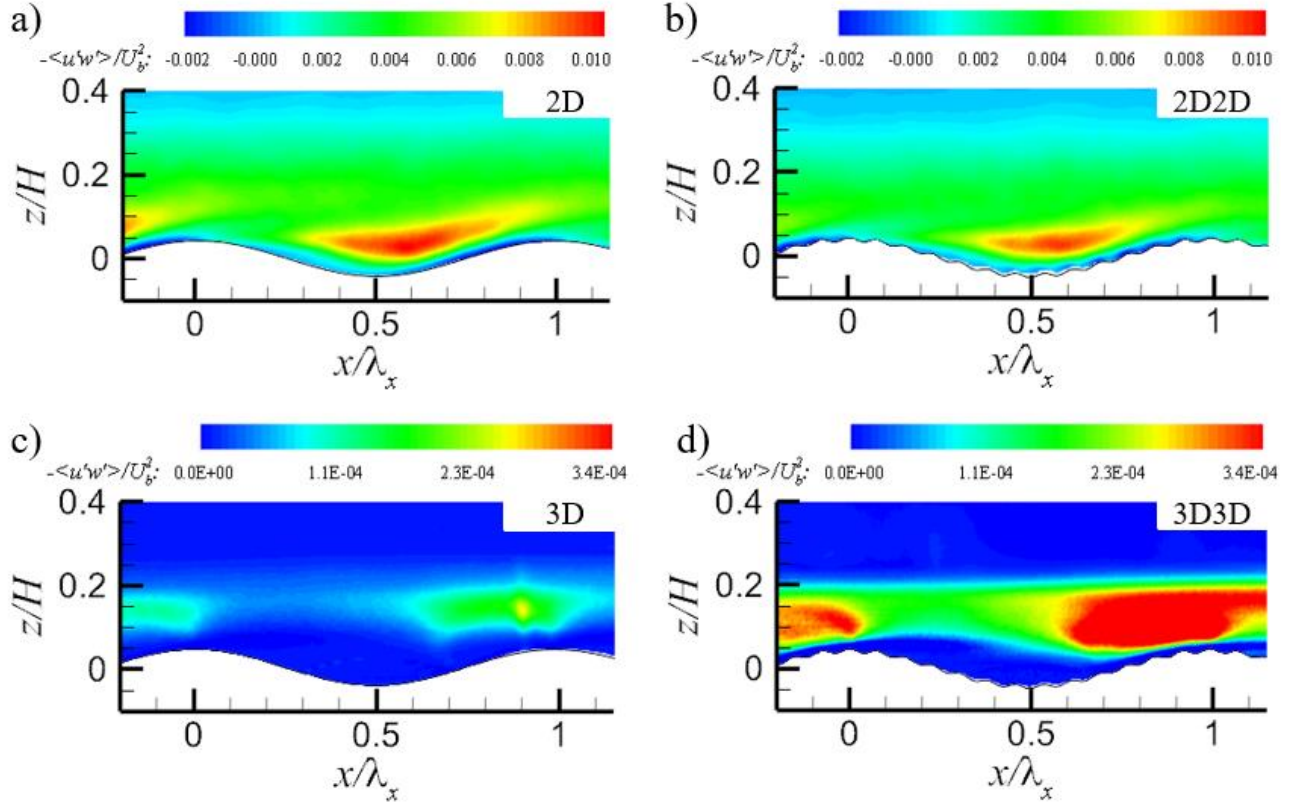 a)
-<u'w'>/U_b^2: -0.002 -0.000 0.002 0.004 0.006 0.008 0.010
2D
0.4
0.2
0
z/H
0 0.5 1
x/λ_x
b)
-<u'w'>/U_b^2: -0.002 -0.000 0.002 0.004 0.006 0.008 0.010
2D2D
0.4
0.2
0
z/H
0 0.5 1
x/λ_x
c)
-<u'w'>/U_b^2: 0.0E+00 1.1E-04 2.3E-04 3.4E-04
3D
0.4
0.2
0
z/H
0 0.5 1
x/λ_x
d)
-<u'w'>/U_b^2: 0.0E+00 1.1E-04 2.3E-04 3.4E-04
3D3D
0.4
0.2
0
z/H
0 0.5 1
x/λ_x